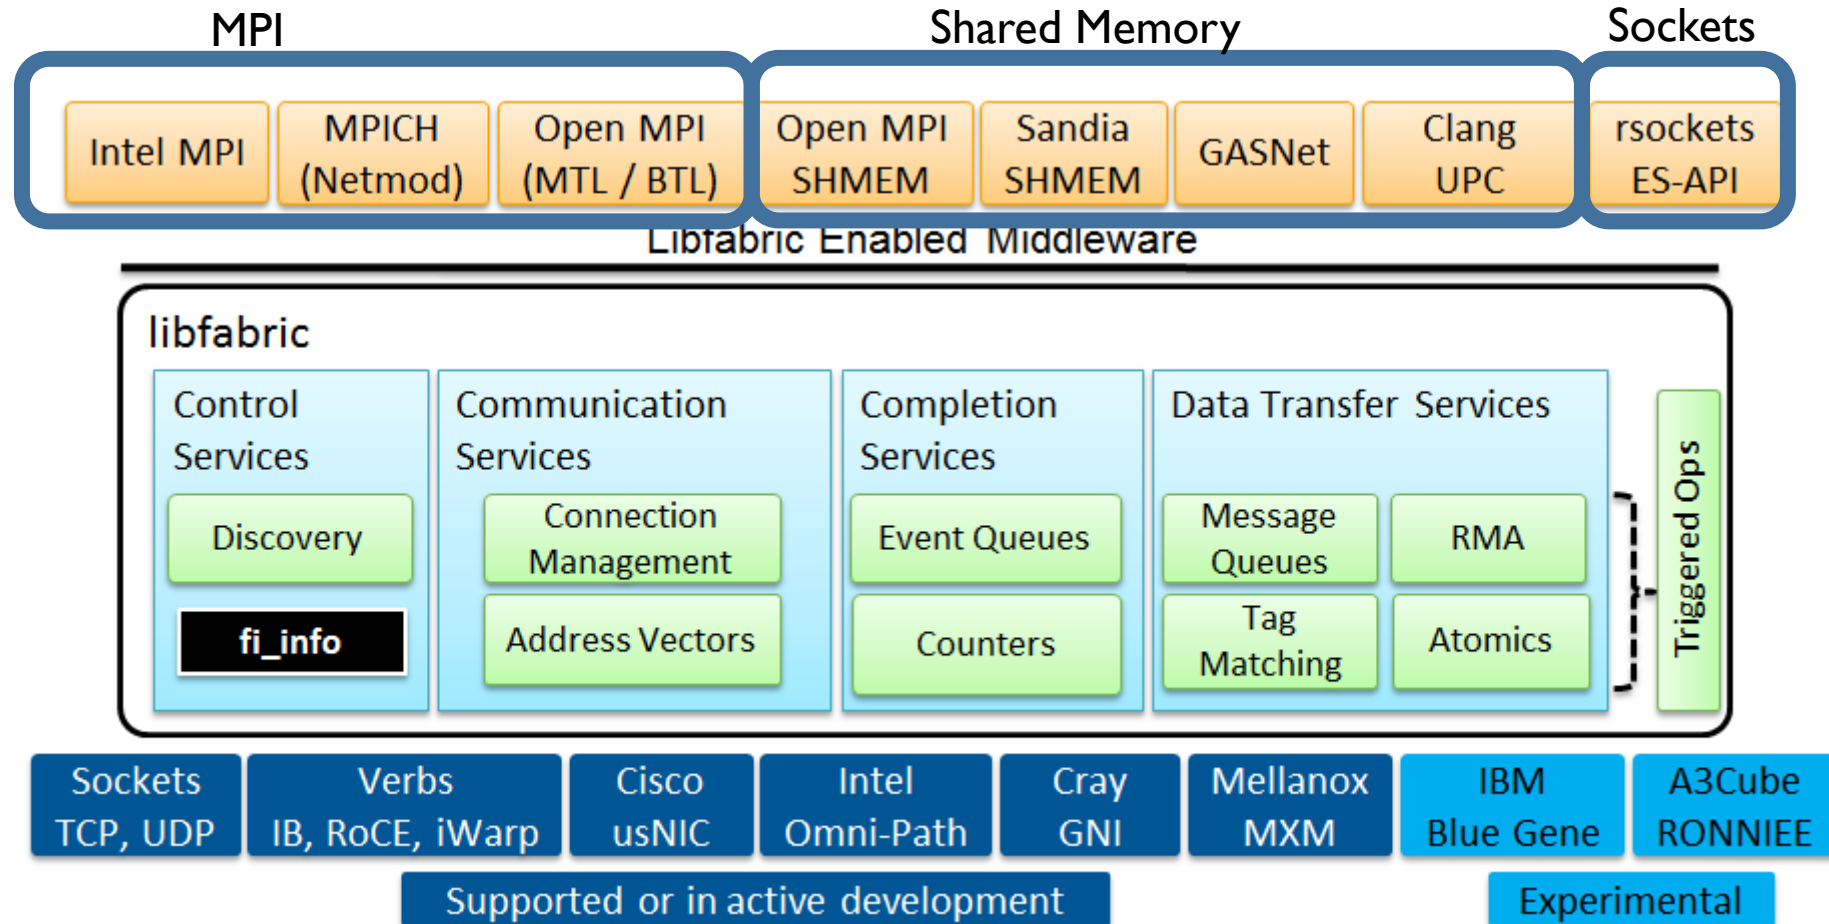 MPI
Shared Memory
Sockets
Intel MPI
MPICH
(Netmod)
Open MPI
(MTL / BTL)
Open MPI
SHMEM
Sandia
SHMEM
GASNet
Clang
UPC
rsockets
ES-API
Libfabric Enabled Middleware
libfabric
Control
Services
Discovery
fi_info
Communication
Services
Connection
Management
Address Vectors
Completion
Services
Event Queues
Counters
Data Transfer Services
Message
Queues
RMA
Tag
Matching
Atomics
Triggered Ops
Sockets
TCP, UDP
Verbs
IB, RoCE, iWarp
Cisco
usNIC
Intel
Omni-Path
Cray
GNI
Mellanox
MXM
IBM
Blue Gene
A3Cube
RONNIEE
Supported or in active development
Experimental